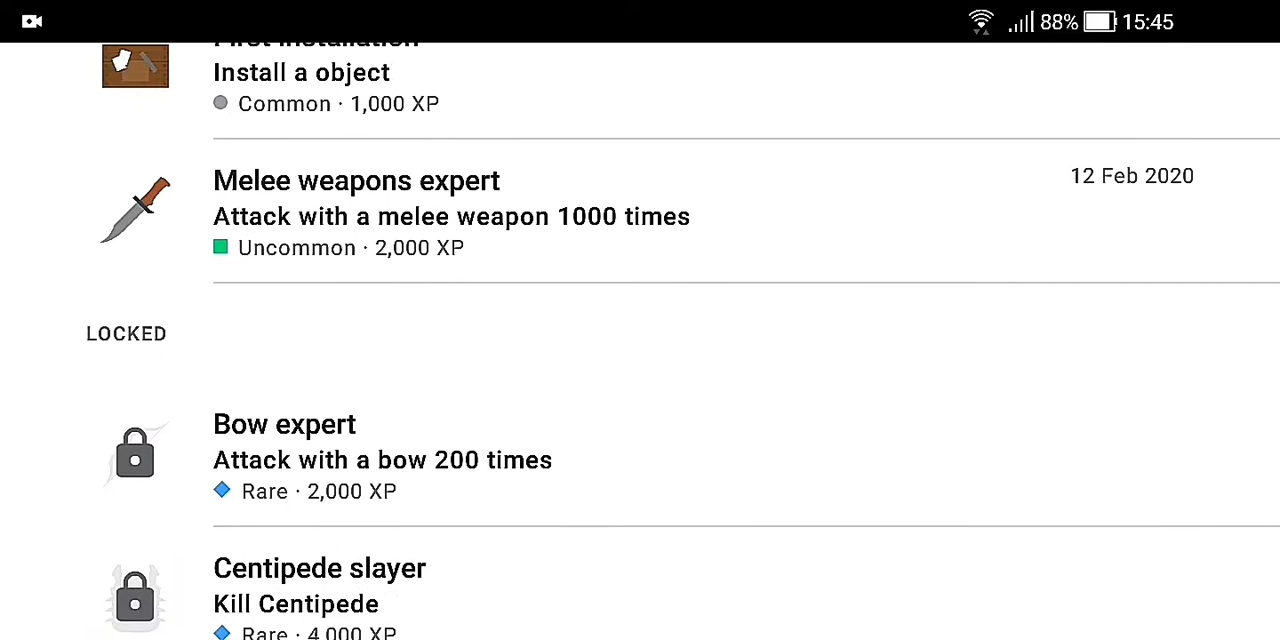 88% 15:45
First installation
Install a object
Common · 1,000 XP
Melee weapons expert
12 Feb 2020
Attack with a melee weapon 1000 times
Uncommon · 2,000 XP
LOCKED
Bow expert
Attack with a bow 200 times
Rare · 2,000 XP
Centipede slayer
Kill Centipede
Rare · 4,000 XP